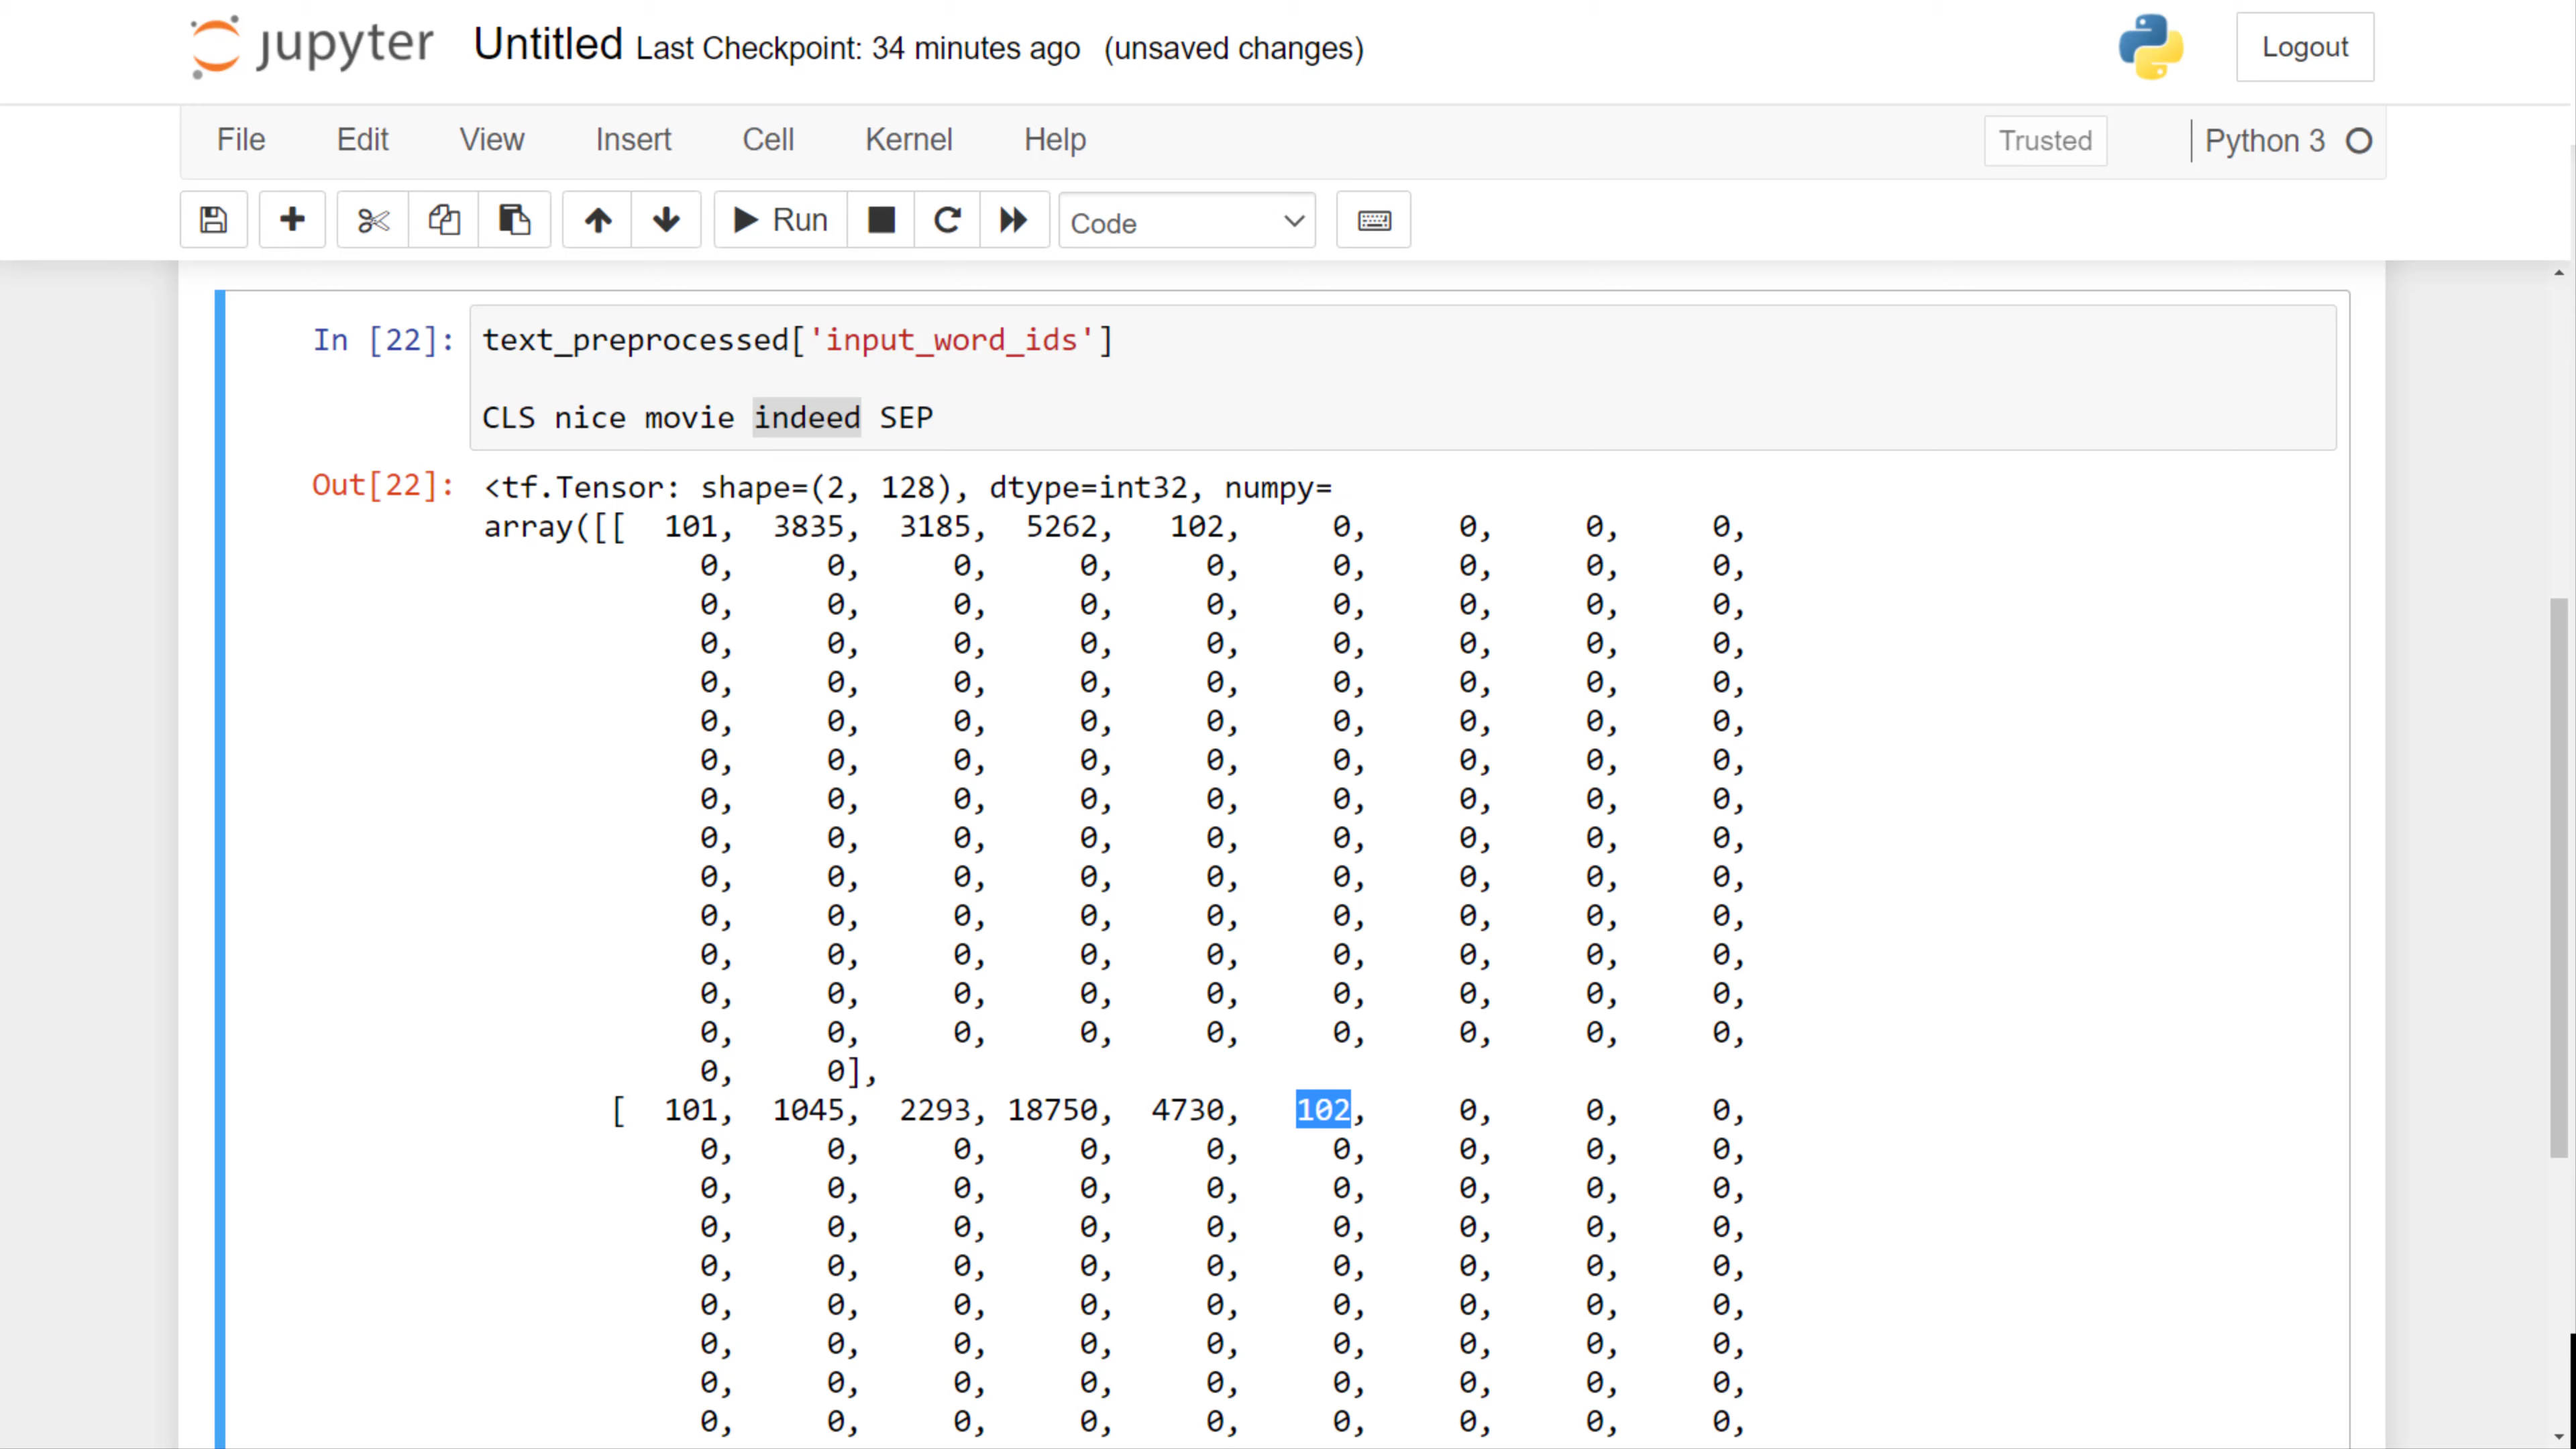 jupyter Untitled Last Checkpoint: 34 minutes ago (unsaved changes) Logout
File Edit View Insert Cell Kernel Help Trusted Python 3
Run Code
In [22]: text_preprocessed['input_word_ids']
CLS nice movie indeed SEP
Out[22]: <tf.Tensor: shape=(2, 128), dtype=int32, numpy=
array([[ 101, 3835, 3185, 5262, 102, 0, 0, 0, 0,
0, 0, 0, 0, 0, 0, 0, 0, 0,
0, 0, 0, 0, 0, 0, 0, 0, 0,
0, 0, 0, 0, 0, 0, 0, 0, 0,
0, 0, 0, 0, 0, 0, 0, 0, 0,
0, 0, 0, 0, 0, 0, 0, 0, 0,
0, 0, 0, 0, 0, 0, 0, 0, 0,
0, 0, 0, 0, 0, 0, 0, 0, 0,
0, 0, 0, 0, 0, 0, 0, 0, 0,
0, 0, 0, 0, 0, 0, 0, 0, 0,
0, 0, 0, 0, 0, 0, 0, 0, 0,
0, 0, 0, 0, 0, 0, 0, 0, 0,
0, 0, 0, 0, 0, 0, 0, 0, 0,
0, 0, 0, 0, 0, 0, 0, 0, 0,
0, 0],
[ 101, 1045, 2293, 18750, 4730, 102, 0, 0, 0,
0, 0, 0, 0, 0, 0, 0, 0, 0,
0, 0, 0, 0, 0, 0, 0, 0, 0,
0, 0, 0, 0, 0, 0, 0, 0, 0,
0, 0, 0, 0, 0, 0, 0, 0, 0,
0, 0, 0, 0, 0, 0, 0, 0, 0,
0, 0, 0, 0, 0, 0, 0, 0, 0,
0, 0, 0, 0, 0, 0, 0, 0, 0,
0, 0, 0, 0, 0, 0, 0, 0, 0,